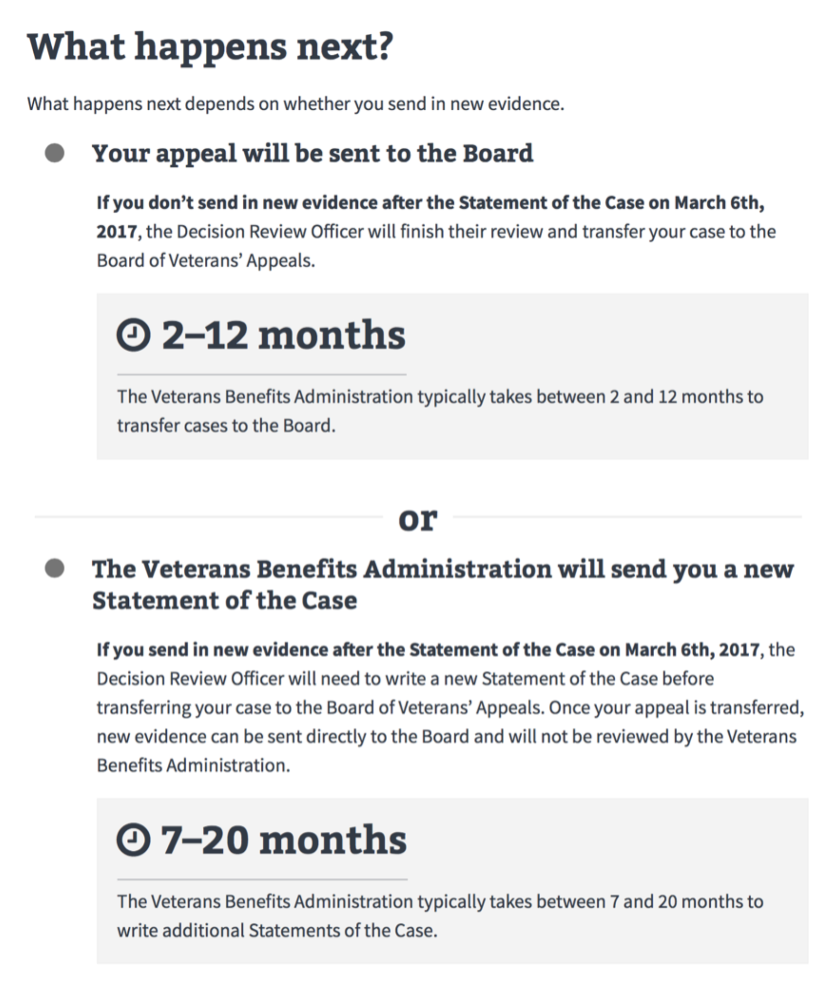 What happens next?
What happens next depends on whether you send in new evidence.
Your appeal will be sent to the Board
If you don’t send in new evidence after the Statement of the Case on March 6th,
2017, the Decision Review Officer will finish their review and transfer your case to the
Board of Veterans’ Appeals.
2–12 months
The Veterans Benefits Administration typically takes between 2 and 12 months to
transfer cases to the Board.
or
The Veterans Benefits Administration will send you a new
Statement of the Case
If you send in new evidence after the Statement of the Case on March 6th, 2017, the
Decision Review Officer will need to write a new Statement of the Case before
transferring your case to the Board of Veterans’ Appeals. Once your appeal is transferred,
new evidence can be sent directly to the Board and will not be reviewed by the Veterans
Benefits Administration.
7–20 months
The Veterans Benefits Administration typically takes between 7 and 20 months to
write additional Statements of the Case.